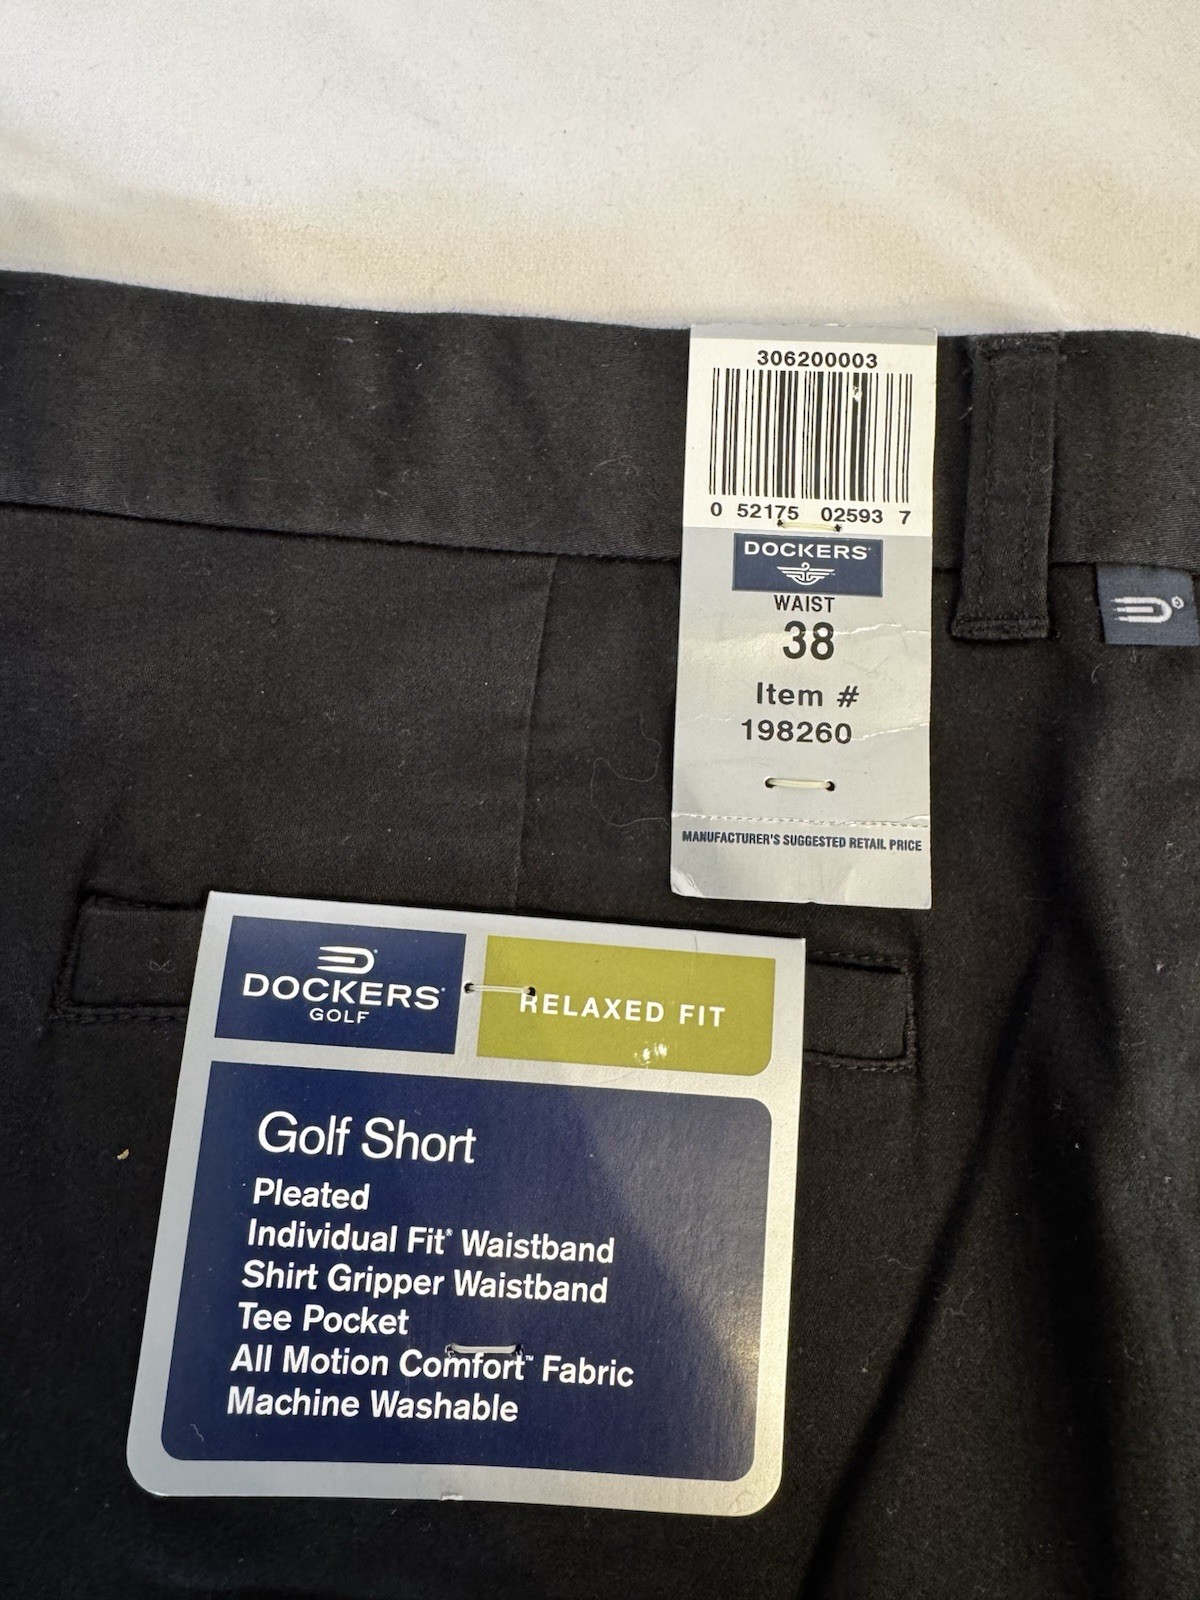 306200003
0 52175 02593 7
DOCKERS®
WAIST
38
Item #
198260
MANUFACTURER'S SUGGESTED RETAIL PRICE
DOCKERS®
GOLF
RELAXED FIT
Golf Short
Pleated
Individual Fit® Waistband
Shirt Gripper Waistband
Tee Pocket
All Motion Comfort™ Fabric
Machine Washable